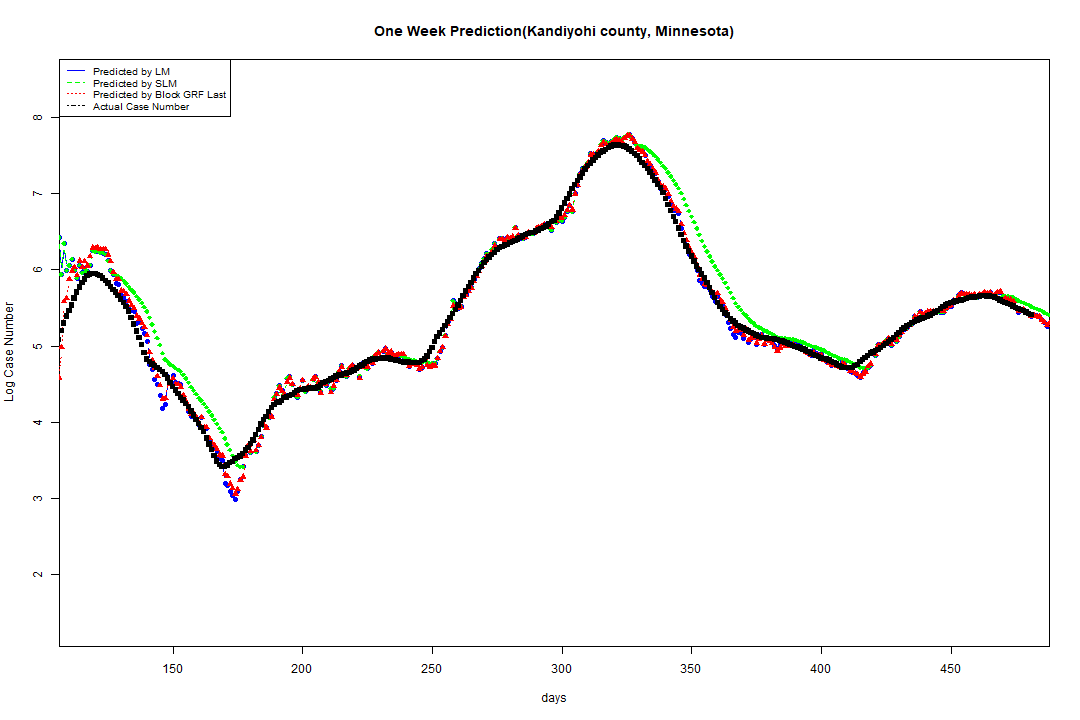 One Week Prediction(Kandiyohi county, Minnesota)
Predicted by LM
Predicted by SLM
Predicted by Block GRF Last
Actual Case Number
8
7
6
5
4
3
2
Log Case Number
150 200 250 300 350 400 450
days